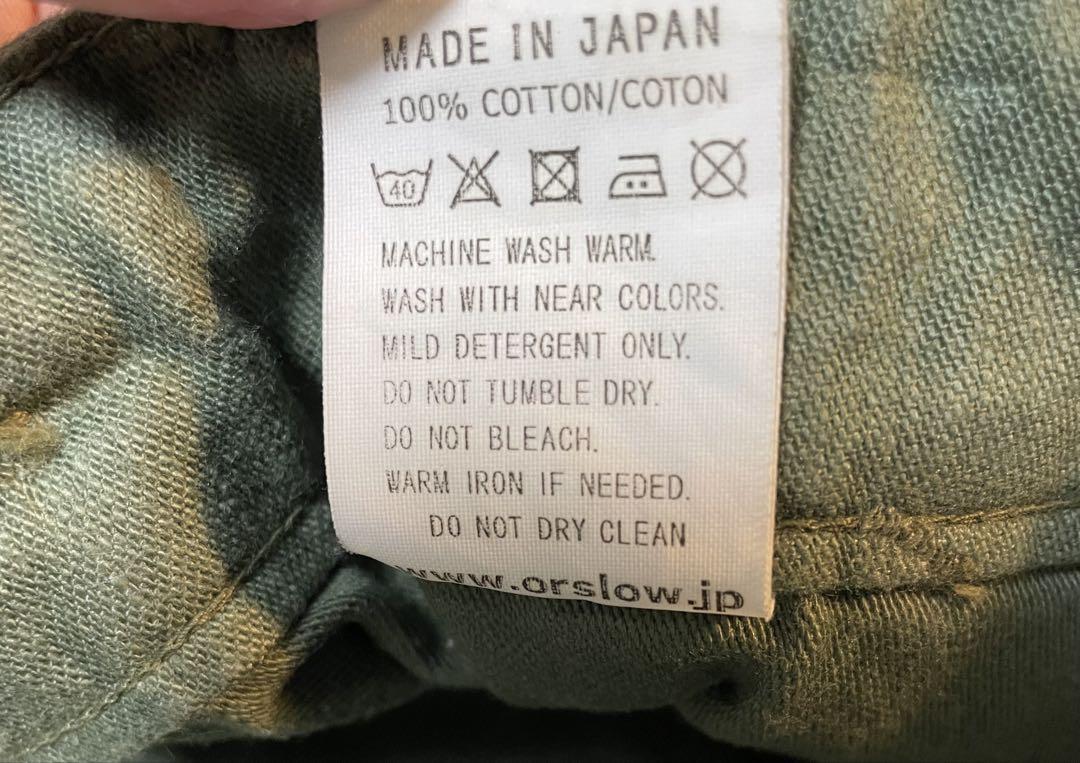 MADE IN JAPAN
100% COTTON/COTON
40
MACHINE WASH WARM.
WASH WITH NEAR COLORS.
MILD DETERGENT ONLY.
DO NOT TUMBLE DRY.
DO NOT BLEACH.
WARM IRON IF NEEDED.
DO NOT DRY CLEAN
www.orslow.jp